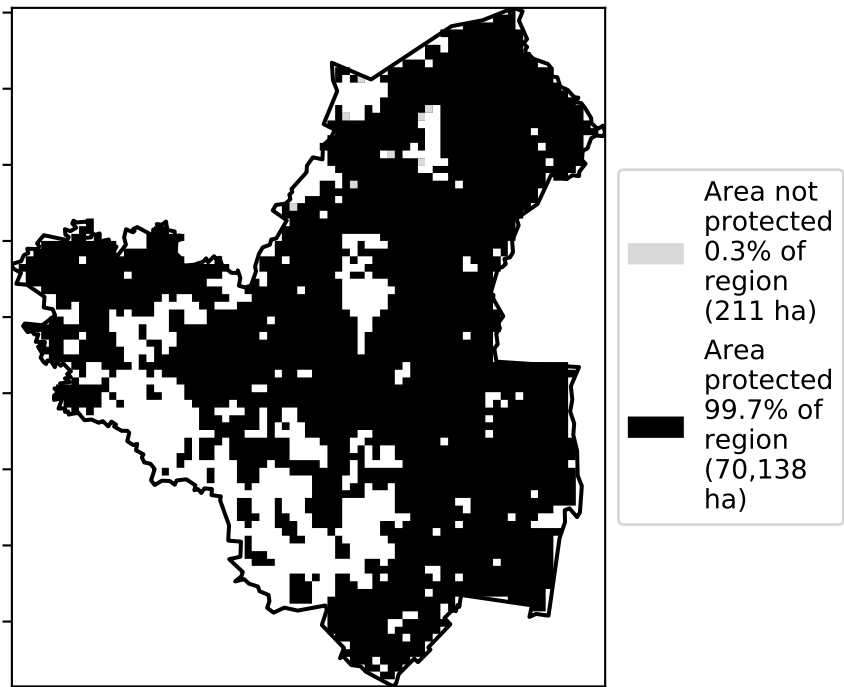 Area not
protected
0.3% of
region
(211 ha)
Area
protected
99.7% of
region
(70,138
ha)